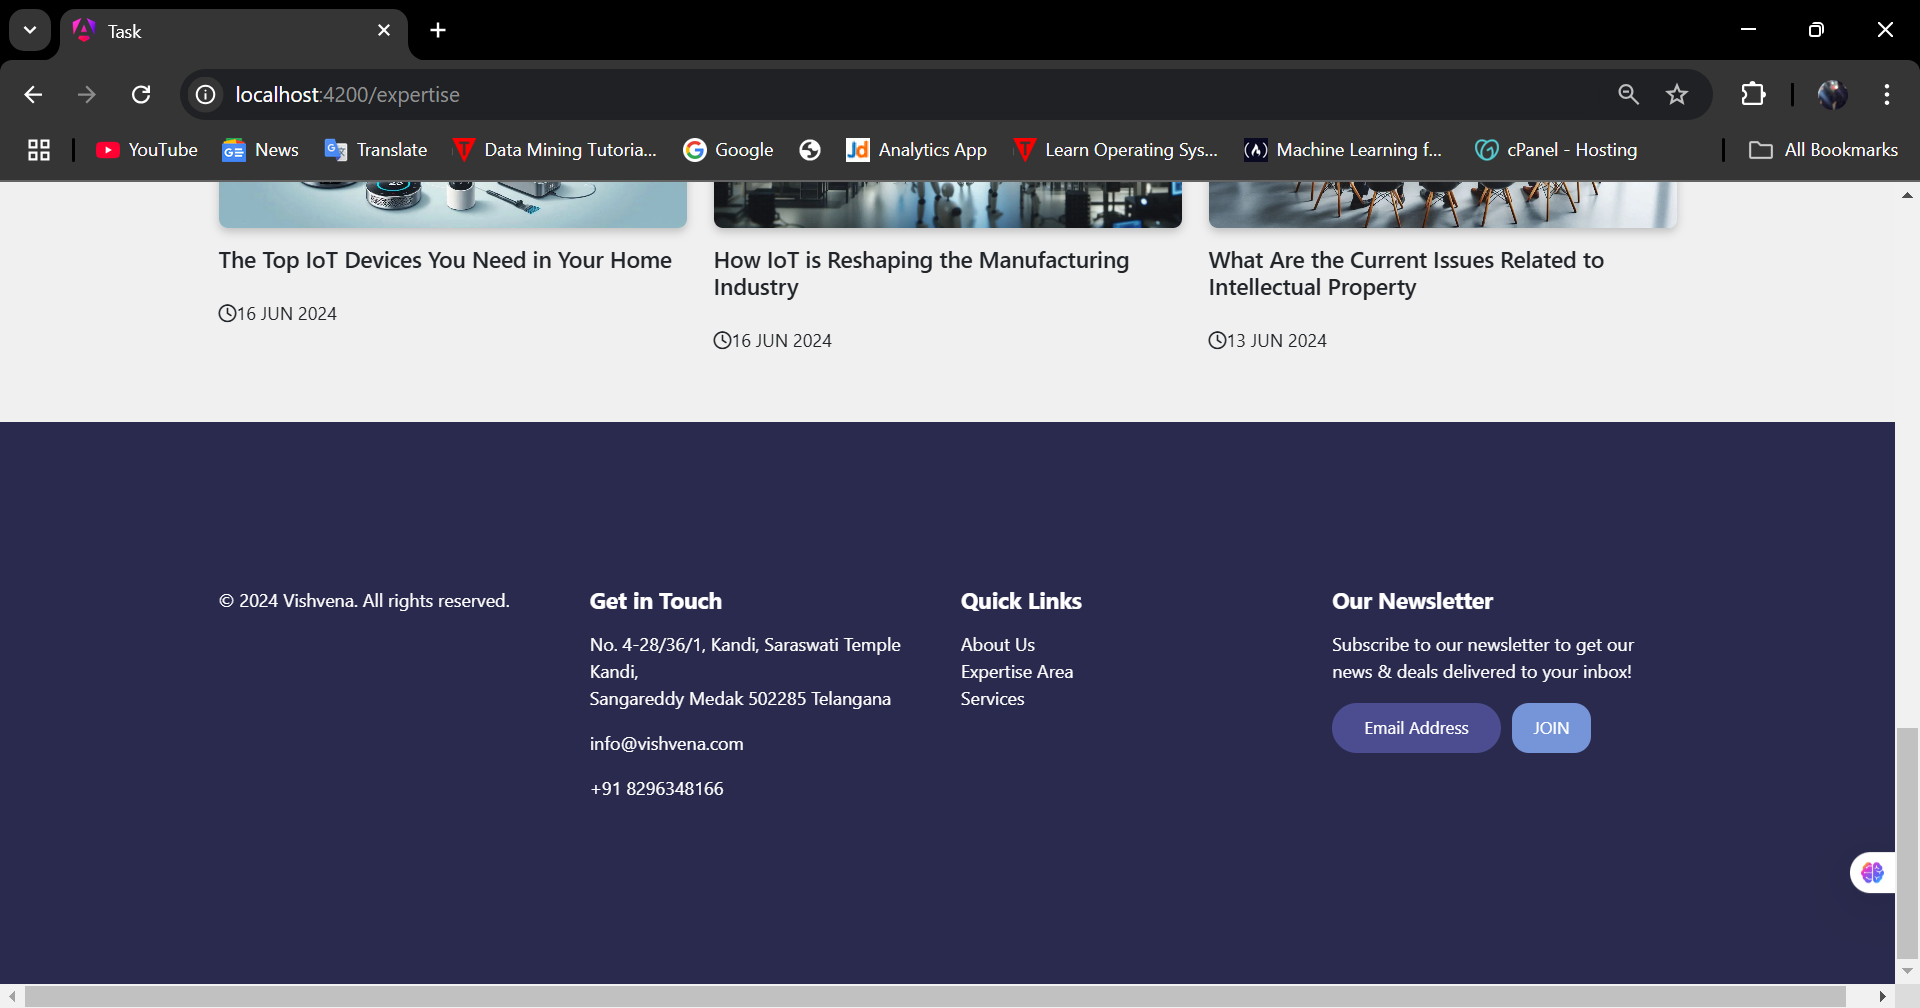 Task
localhost:4200/expertise
YouTube
News
Translate
Data Mining Tutoria...
Google
Analytics App
Learn Operating Sys...
Machine Learning f...
cPanel - Hosting
All Bookmarks
The Top IoT Devices You Need in Your Home
16 JUN 2024
How IoT is Reshaping the Manufacturing
Industry
16 JUN 2024
What Are the Current Issues Related to
Intellectual Property
13 JUN 2024
© 2024 Vishvena. All rights reserved.
Get in Touch
No. 4-28/36/1, Kandi, Saraswati Temple
Kandi,
Sangareddy Medak 502285 Telangana
info@vishvena.com
+91 8296348166
Quick Links
About Us
Expertise Area
Services
Our Newsletter
Subscribe to our newsletter to get our
news & deals delivered to your inbox!
Email Address
JOIN